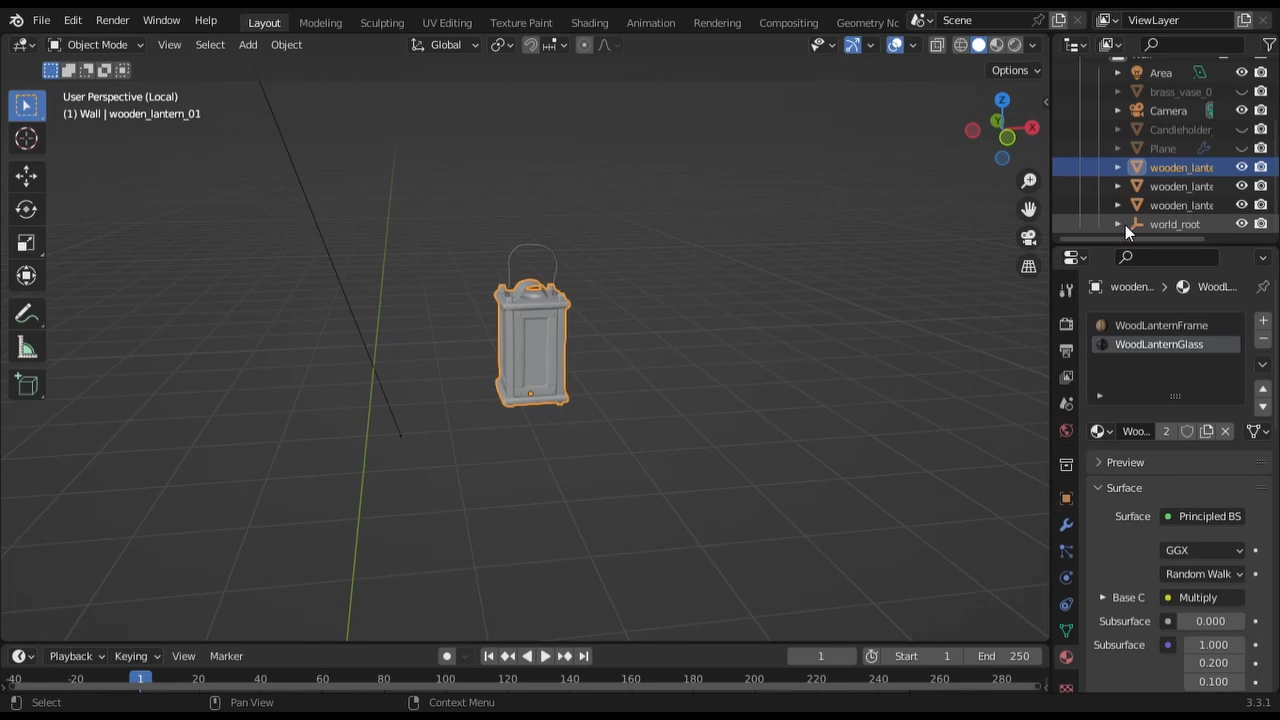 File Edit Render Window Help Layout Modeling Sculpting UV Editing Texture Paint Shading Animation Rendering Compositing Geometry Nc Scene ViewLayer
Object Mode View Select Add Object Global
Options
User Perspective (Local)
(1) Wall | wooden_lantern_01
Z
Y
X
Area
brass_vase_0
Camera
Candleholder
Plane
wooden_lante
wooden_lante
wooden_lante
world_root
wooden... > WoodL...
WoodLanternFrame
WoodLanternGlass
Woo... 2
Preview
Surface
Surface Principled BS
GGX
Random Walk
Base C Multiply
Subsurface 0.000
Subsurface 1.000
0.200
0.100
Playback Keying View Marker 1 Start 1 End 250
-40 -20 1 20 40 60 80 100 120 140 160 180 200 220 240 260 280
Select Pan View Context Menu 3.3.1